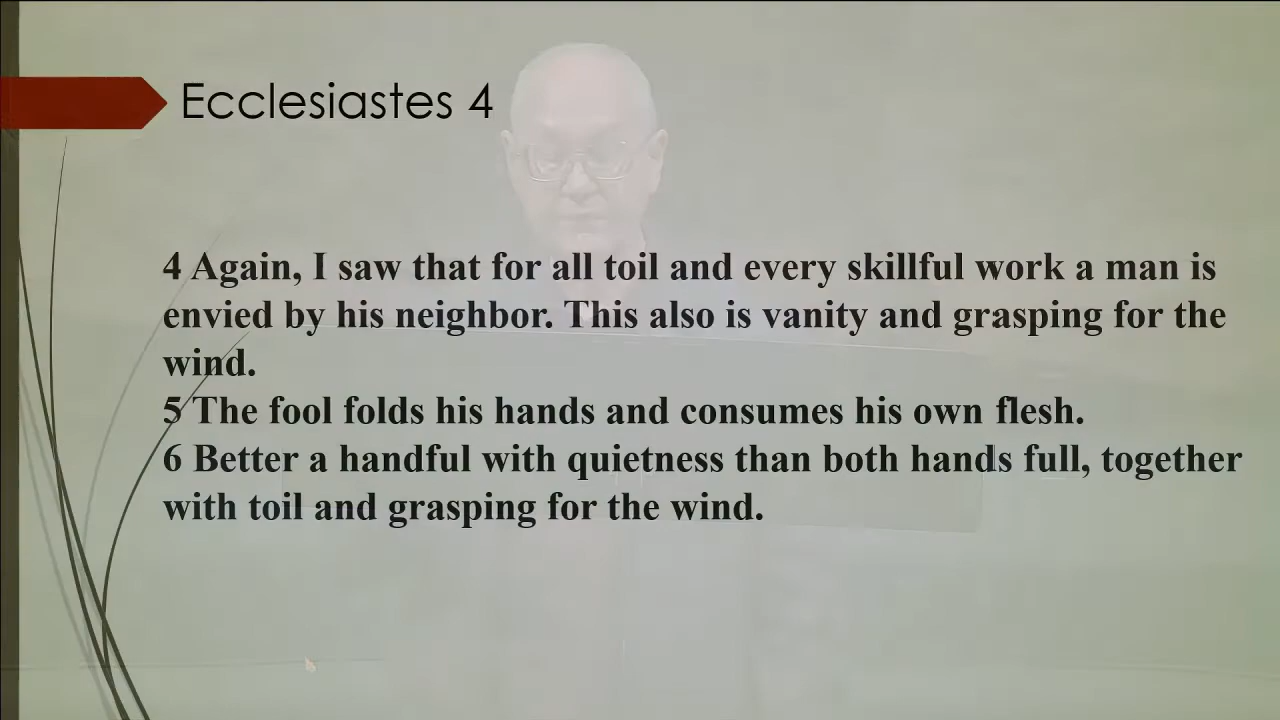 Ecclesiastes 4
4 Again, I saw that for all toil and every skillful work a man is
envied by his neighbor. This also is vanity and grasping for the
wind.
5 The fool folds his hands and consumes his own flesh.
6 Better a handful with quietness than both hands full, together
with toil and grasping for the wind.